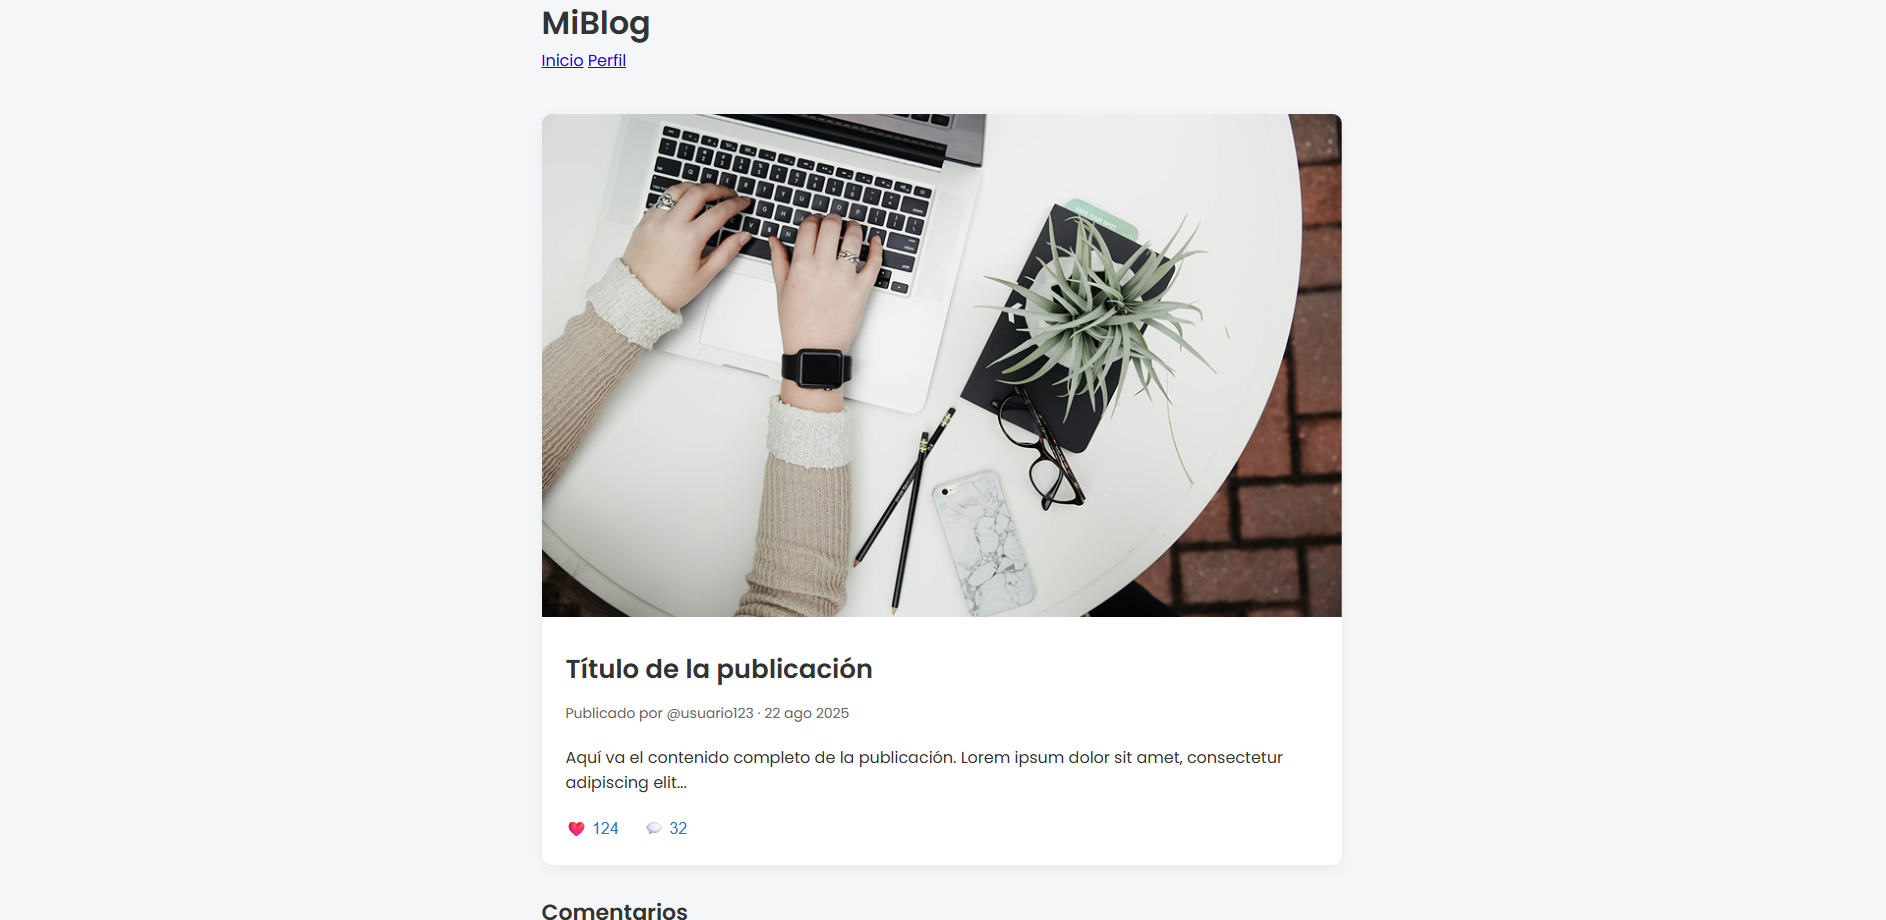 MiBlog
Inicio Perfil
Título de la publicación
Publicado por @usuario123 · 22 ago 2025
Aquí va el contenido completo de la publicación. Lorem ipsum dolor sit amet, consectetur
adipiscing elit...
124 32
Comentarios